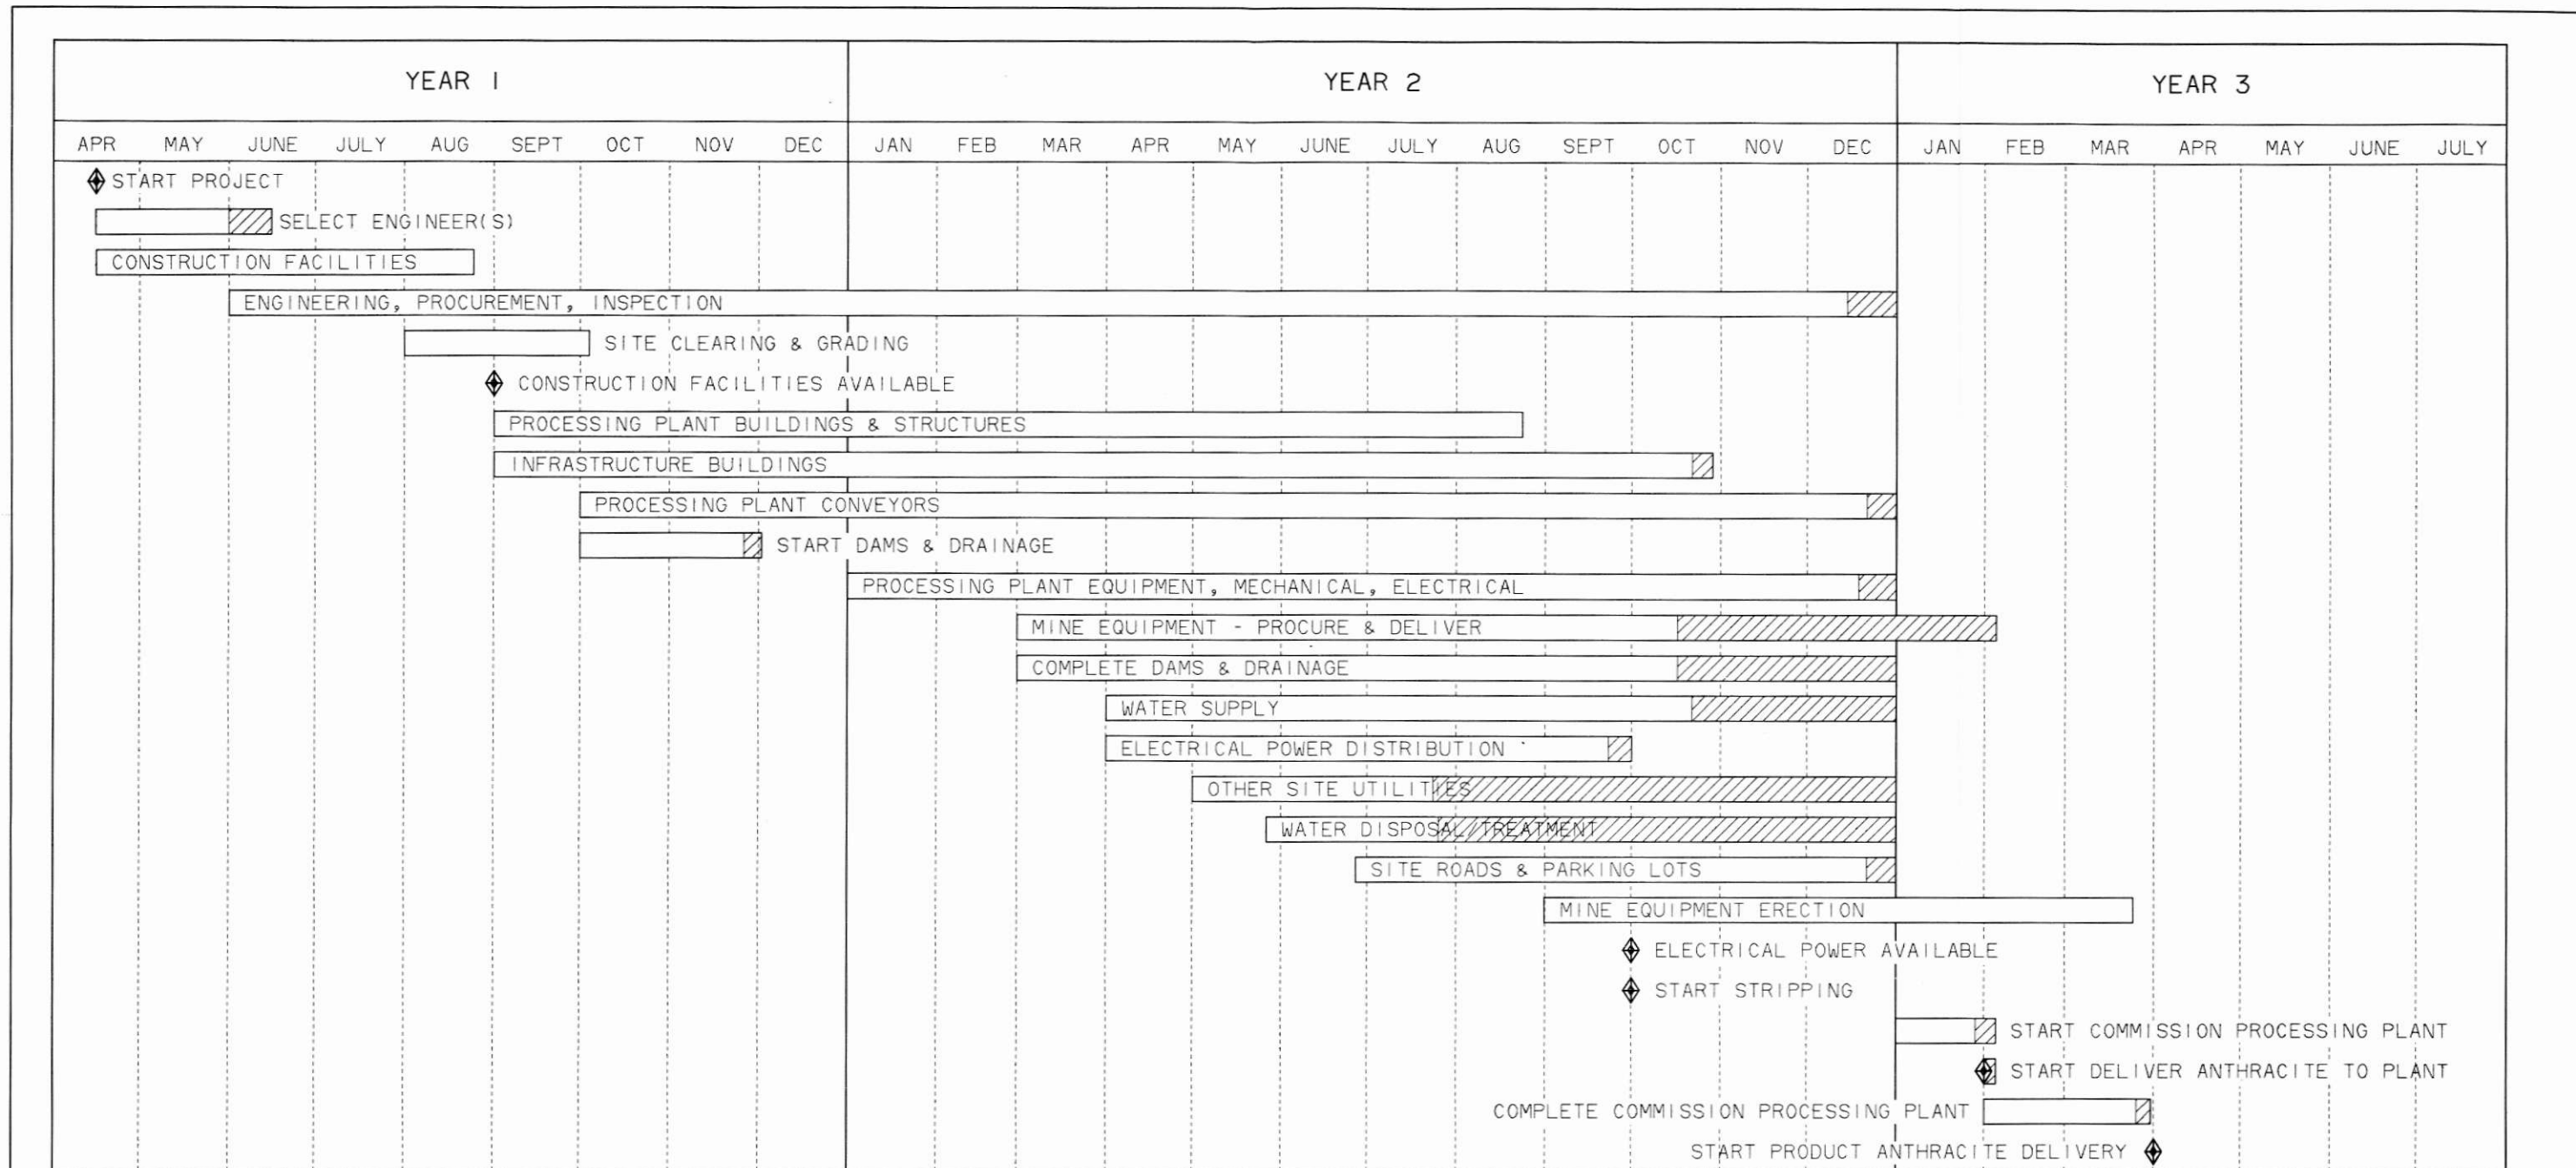 YEAR 1 YEAR 2 YEAR 3
APR MAY JUNE JULY AUG SEPT OCT NOV DEC JAN FEB MAR APR MAY JUNE JULY AUG SEPT OCT NOV DEC JAN FEB MAR APR MAY JUNE JULY
START PROJECT
SELECT ENGINEER(S)
CONSTRUCTION FACILITIES
ENGINEERING, PROCUREMENT, INSPECTION
SITE CLEARING & GRADING
CONSTRUCTION FACILITIES AVAILABLE
PROCESSING PLANT BUILDINGS & STRUCTURES
INFRASTRUCTURE BUILDINGS
PROCESSING PLANT CONVEYORS
START DAMS & DRAINAGE
PROCESSING PLANT EQUIPMENT, MECHANICAL, ELECTRICAL
MINE EQUIPMENT - PROCURE & DELIVER
COMPLETE DAMS & DRAINAGE
WATER SUPPLY
ELECTRICAL POWER DISTRIBUTION
OTHER SITE UTILITIES
WATER DISPOSAL/TREATMENT
SITE ROADS & PARKING LOTS
MINE EQUIPMENT ERECTION
ELECTRICAL POWER AVAILABLE
START STRIPPING
START COMMISSION PROCESSING PLANT
START DELIVER ANTHRACITE TO PLANT
COMPLETE COMMISSION PROCESSING PLANT
START PRODUCT ANTHRACITE DELIVERY